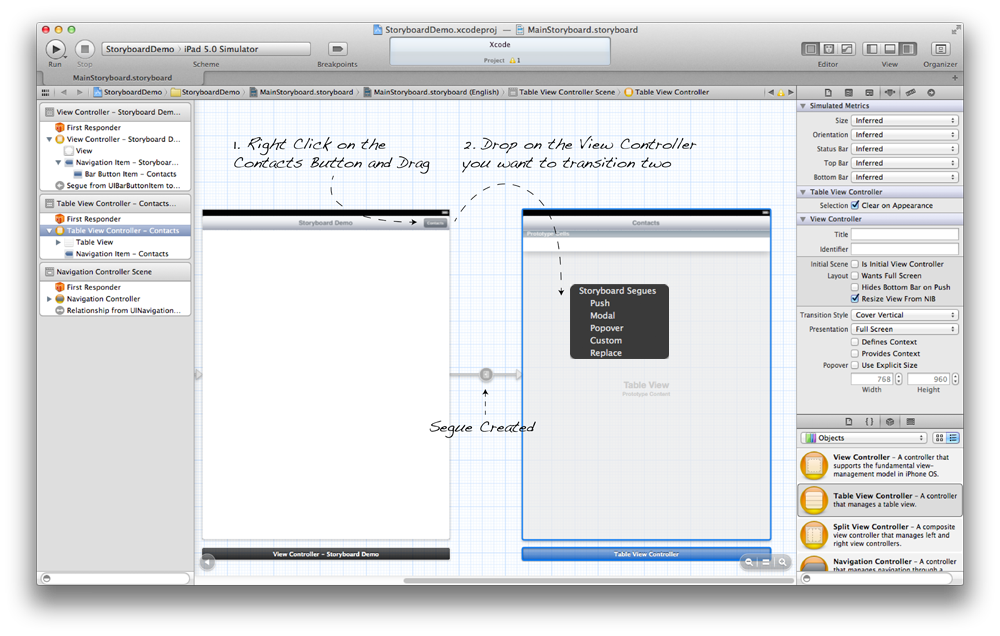 StoryboardDemo.xcodeproj — MainStoryboard.storyboard
Run
Stop
StoryboardDemo › iPad 5.0 Simulator
Scheme
Breakpoints
Xcode
Project 1
Editor
View
Organizer
MainStoryboard.storyboard
StoryboardDemo
StoryboardDemo
MainStoryboard.storyboard
MainStoryboard.storyboard (English)
Table View Controller Scene
Table View Controller
View Controller – Storyboard Dem...
First Responder
View Controller – Storyboard D...
View
Navigation Item – Storyboar...
Bar Button Item – Contacts
Segue from UIBarButtonItem to...
Table View Controller – Contacts...
First Responder
Table View Controller – Contacts
Table View
Navigation Item – Contacts
Navigation Controller Scene
First Responder
Navigation Controller
Relationship from UINavigation...
1. Right Click on the
Contacts Button and Drag
2. Drop on the View Controller
you want to transition two
Storyboard Demo
Contacts
Contacts
Prototype Cells
Storyboard Segues
Push
Modal
Popover
Custom
Replace
Table View
Prototype Content
Segue Created
View Controller – Storyboard Demo
Table View Controller
Simulated Metrics
Size Inferred
Orientation Inferred
Status Bar Inferred
Top Bar Inferred
Bottom Bar Inferred
Table View Controller
Selection Clear on Appearance
View Controller
Title
Identifier
Initial Scene Is Initial View Controller
Layout Wants Full Screen
Hides Bottom Bar on Push
Resize View From NIB
Transition Style Cover Vertical
Presentation Full Screen
Defines Context
Provides Context
Popover Use Explicit Size
768 960
Width Height
{ }
Objects
View Controller – A controller that
supports the fundamental view-
management model in iPhone OS.
Table View Controller – A controller
that manages a table view.
Split View Controller – A composite
view controller that manages left and
right view controllers.
Navigation Controller – A controller
that manages navigation through a